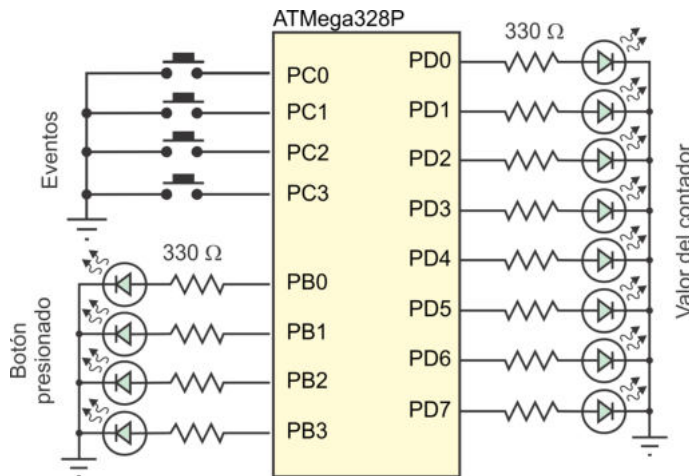 ATMega328P
330 Ω
PC0
PC1
PC2
PC3
Eventos
PD0
PD1
PD2
PD3
PD4
PD5
PD6
PD7
Valor del contador
330 Ω
PB0
PB1
PB2
PB3
Botón
presionado